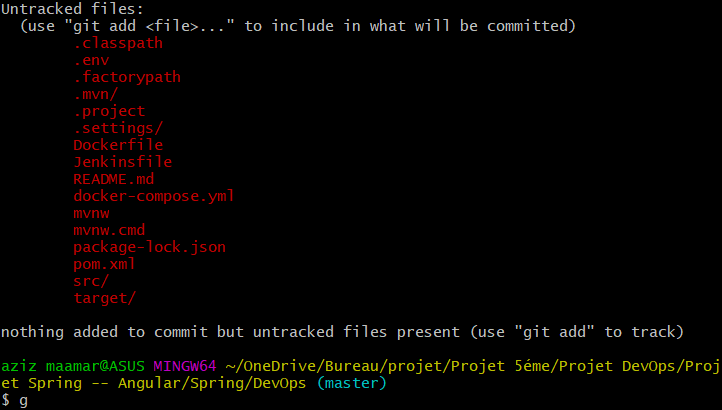 Untracked files:
  (use "git add <file>..." to include in what will be committed)
        .classpath
        .env
        .factorypath
        .mvn/
        .project
        .settings/
        Dockerfile
        Jenkinsfile
        README.md
        docker-compose.yml
        mvnw
        mvnw.cmd
        package-lock.json
        pom.xml
        src/
        target/

nothing added to commit but untracked files present (use "git add" to track)

aziz maamar@ASUS MINGW64 ~/OneDrive/Bureau/projet/Projet 5éme/Projet DevOps/Proj
et Spring -- Angular/Spring/DevOps (master)
$ g